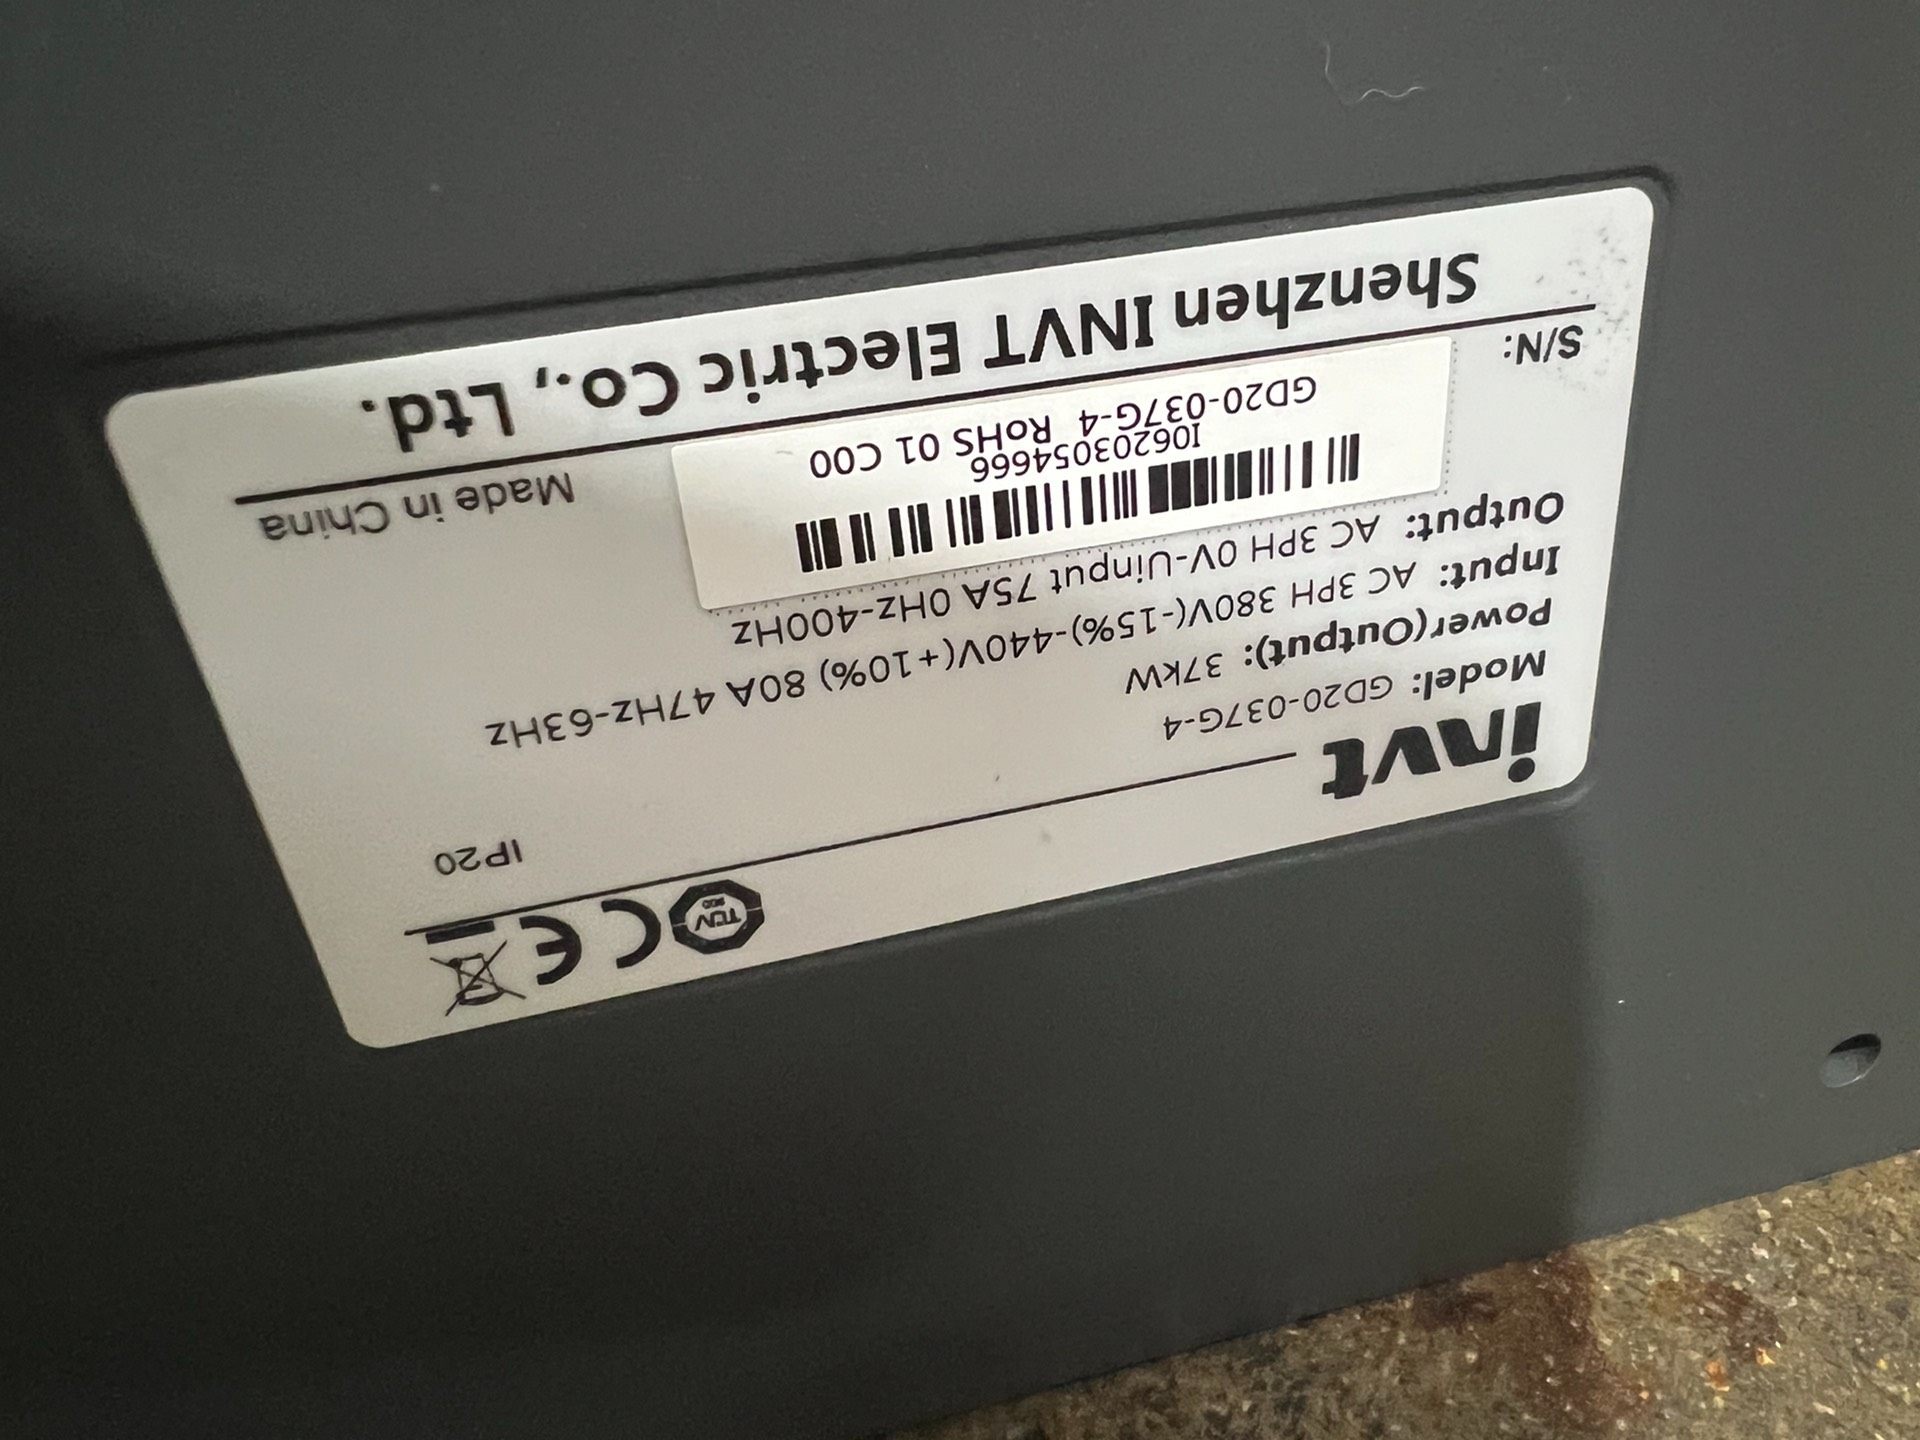 invt
TÜV
IP20
Model: GD20-037G-4
Power(Output): 37kW
Input: AC 3PH 380V(-15%)-440V(+10%) 80A 47Hz-63Hz
Output: AC 3PH 0V-Uinput 75A 0Hz-400Hz
S/N:
I06203054666
GD20-037G-4 RoHS 01 C00
Made in China
Shenzhen INVT Electric Co., Ltd.